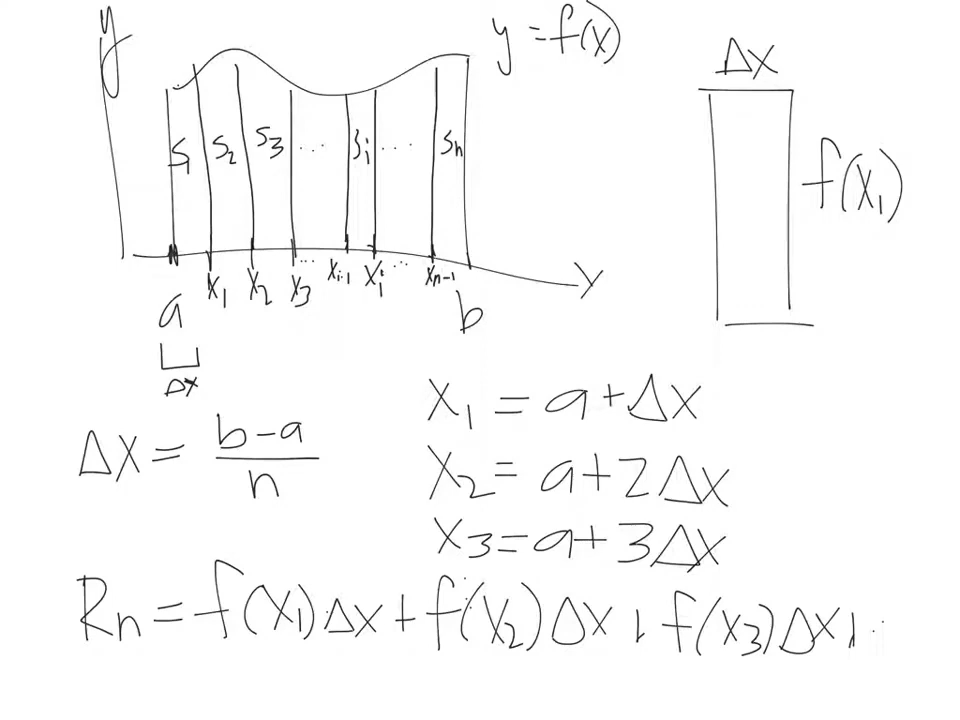 y
y = f(x)
Δx
S1 S2 S3 ... Si ... Sn
f(x1)
x1 x2 x3 ... xi-1 xi ... xn-1
y
a b
Δx
x1 = a + Δx
Δx = b - a / n
x2 = a + 2Δx
x3 = a + 3Δx
Rn = f(x1)Δx + f(x2)Δx + f(x3)Δx + ..